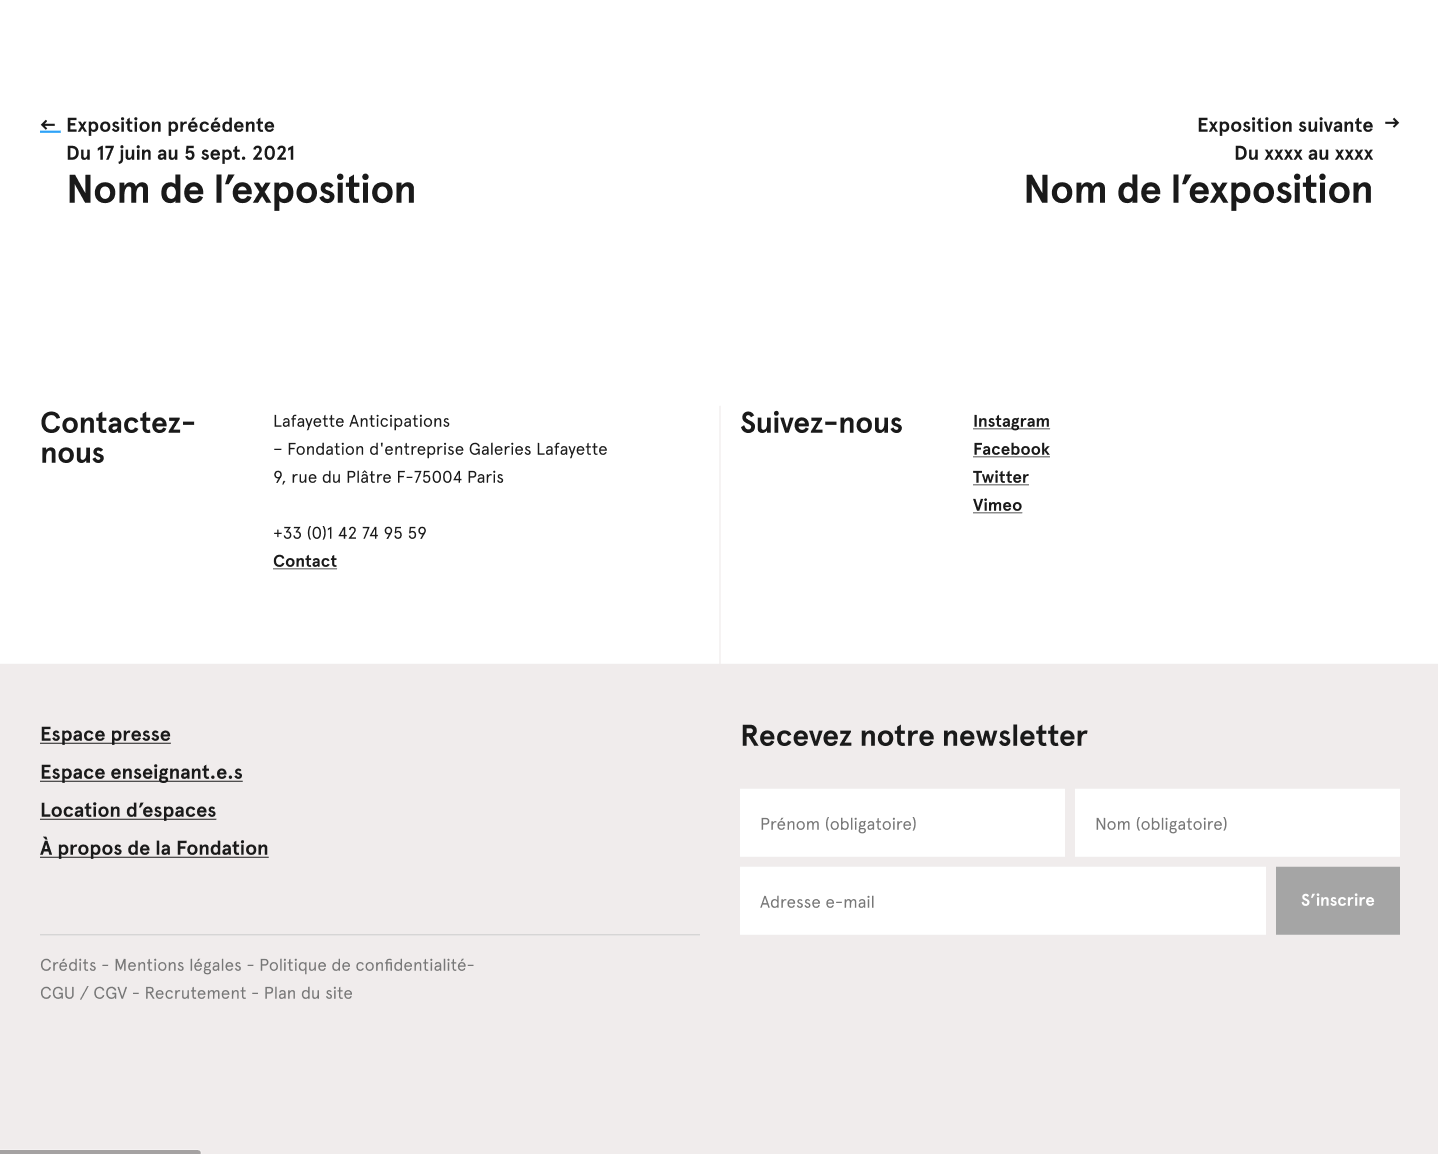 ← Exposition précédente
Du 17 juin au 5 sept. 2021
Nom de l’exposition
Exposition suivante →
Du xxxx au xxxx
Nom de l’exposition
Contactez-
nous
Lafayette Anticipations
– Fondation d'entreprise Galeries Lafayette
9, rue du Plâtre F-75004 Paris
+33 (0)1 42 74 95 59
Contact
Suivez-nous
Instagram
Facebook
Twitter
Vimeo
Espace presse
Espace enseignant.e.s
Location d’espaces
À propos de la Fondation
Crédits - Mentions légales - Politique de confidentialité-
CGU / CGV - Recrutement - Plan du site
Recevez notre newsletter
Prénom (obligatoire)
Nom (obligatoire)
Adresse e-mail
S’inscrire